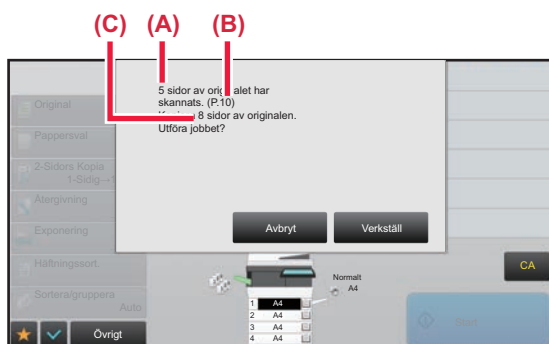 (C) (A) (B)
5 sidor av originalet har
skannats. (P.10)
8 sidor av originalen.
Utföra jobbet?
Avbryt Verkställ
Original
Pappersval
2-Sidors Kopia
1-Sidig→
Återgivning
Exponering
Häftningssort.
Sortera/gruppera
Auto
Övrigt
Normalt
A4
1 A4
2 A4
3 A4
4 A4
CA
Start